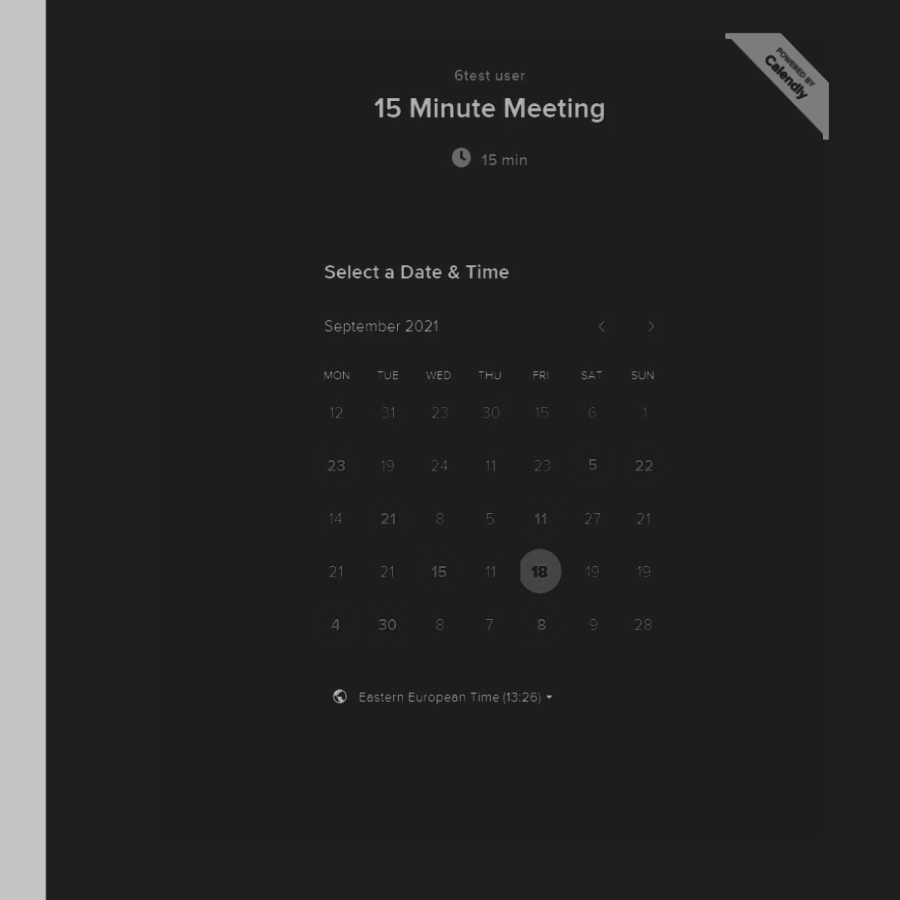 POWERED BY
Calendly
6test user
15 Minute Meeting
15 min
Select a Date & Time
September 2021
MON TUE WED THU FRI SAT SUN
12 31 23 30 15 6 1
23 19 24 11 23 5 22
14 21 8 5 11 27 21
21 21 15 11 18 19 19
4 30 8 7 8 9 28
Eastern European Time (13:26)